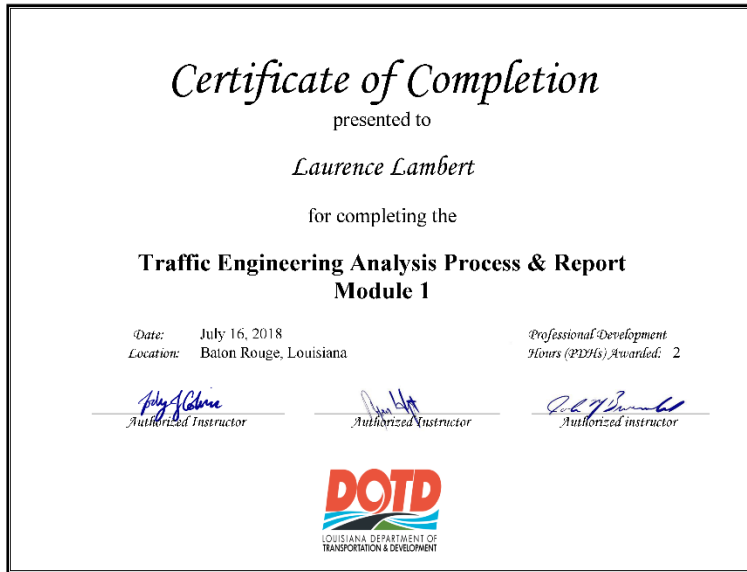 Certificate of Completion
presented to
Laurence Lambert
for completing the
Traffic Engineering Analysis Process & Report
Module 1
Date: July 16, 2018
Location: Baton Rouge, Louisiana
Professional Development
Hours (PDHs) Awarded: 2
Authorized Instructor
Authorized Instructor
Authorized instructor
DOTD
LOUISIANA DEPARTMENT OF
TRANSPORTATION & DEVELOPMENT